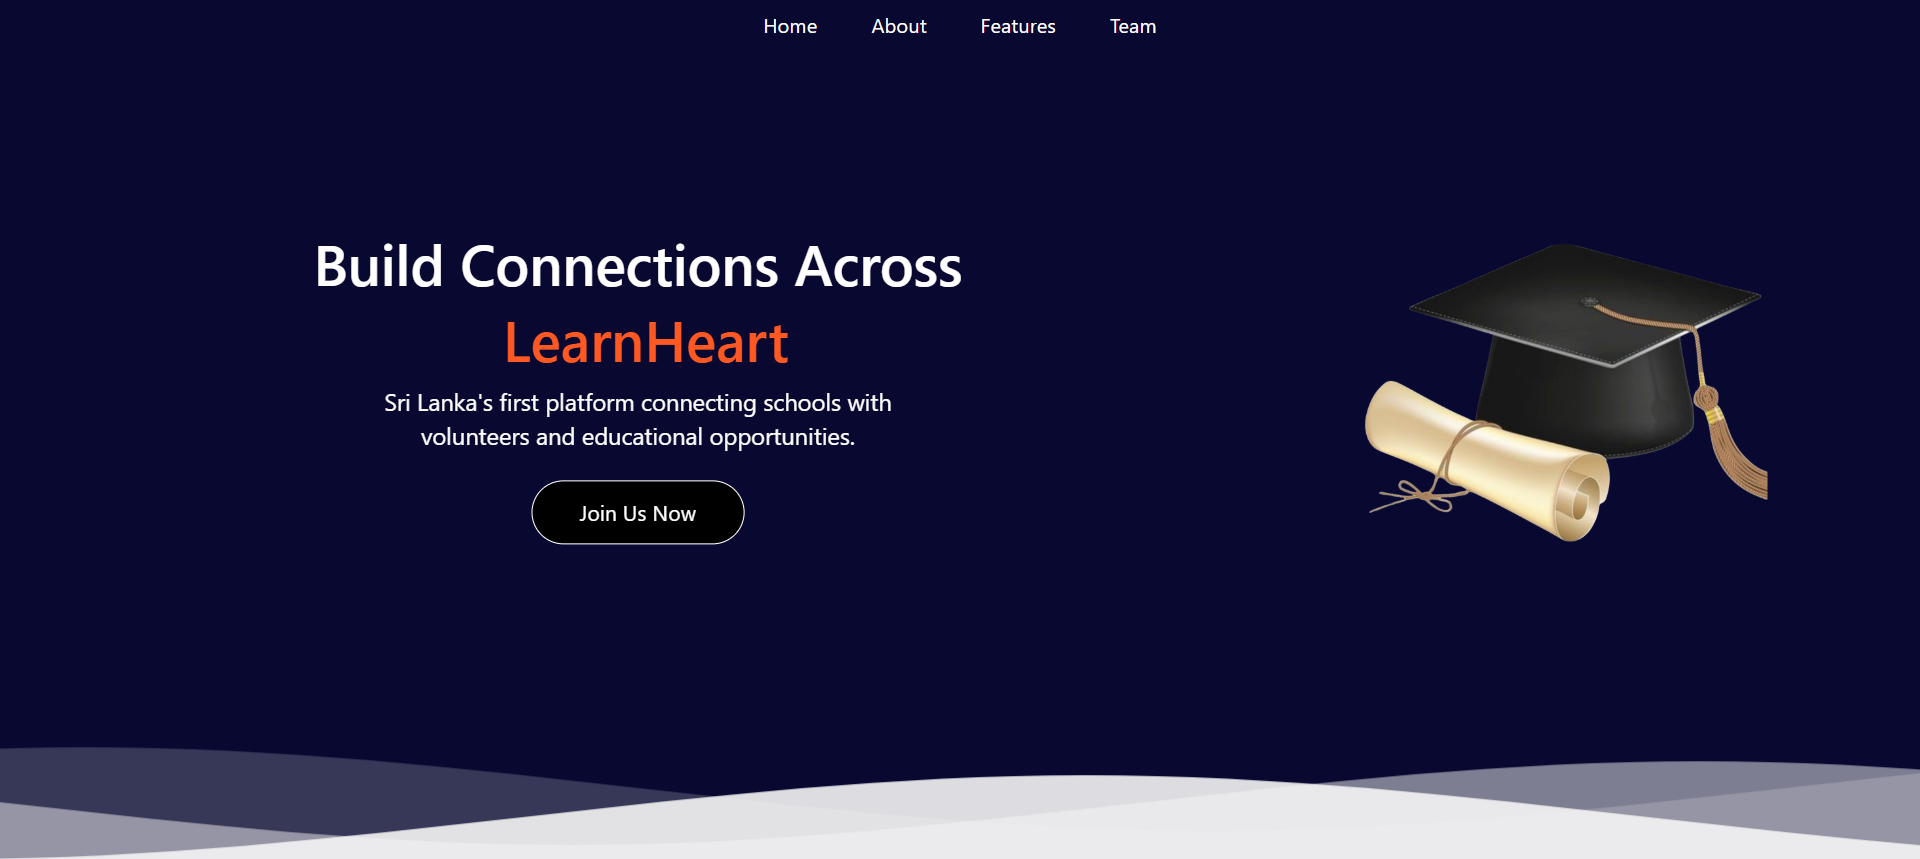 Home About Features Team
Build Connections Across
LearnHeart
Sri Lanka's first platform connecting schools with
volunteers and educational opportunities.
Join Us Now